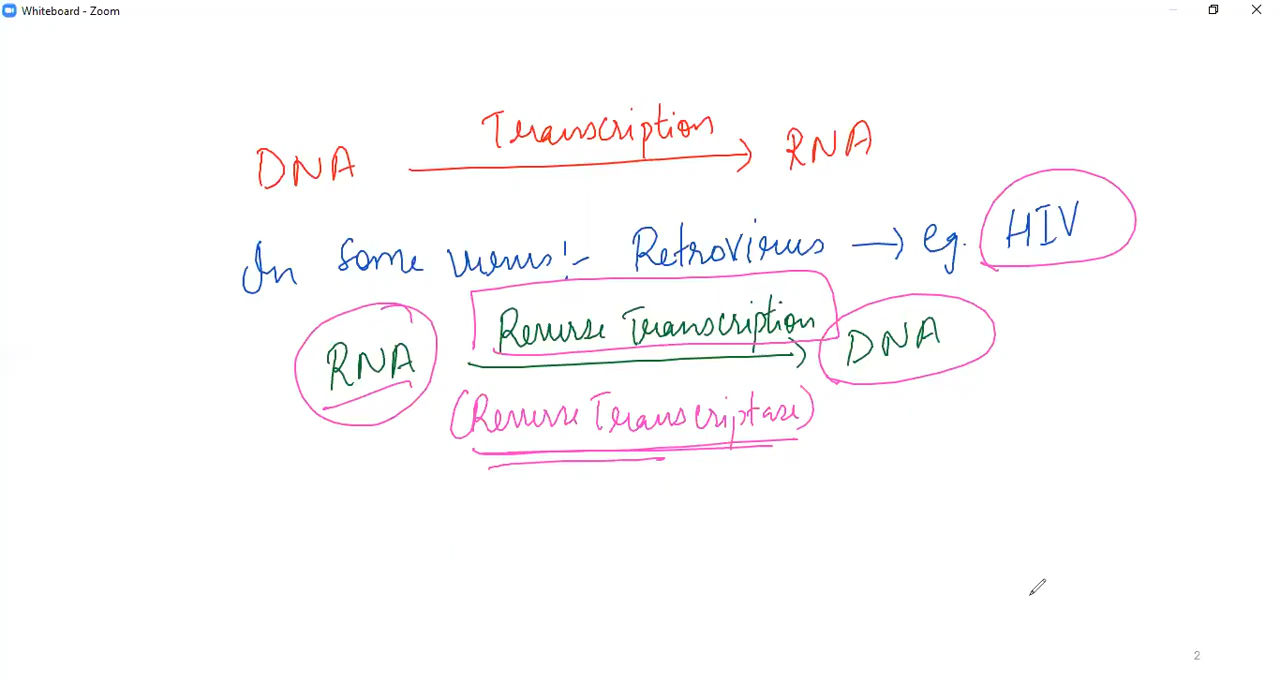 Whiteboard - Zoom
Transcription
DNA → RNA
In some virus:- Retrovirus → eg. HIV
Reverse Transcription
RNA → DNA
(Reverse Transcriptase)
2